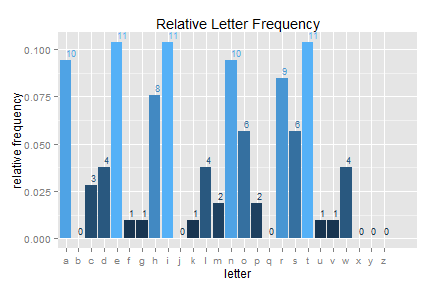 Relative Letter Frequency
relative frequency
0.100
0.075
0.050
0.025
0.000
10 0 3 4 11 1 1 8 11 0 1 4 2 10 6 2 0 9 6 11 1 1 4 0 0 0
a b c d e f g h i j k l m n o p q r s t u v w x y z
letter